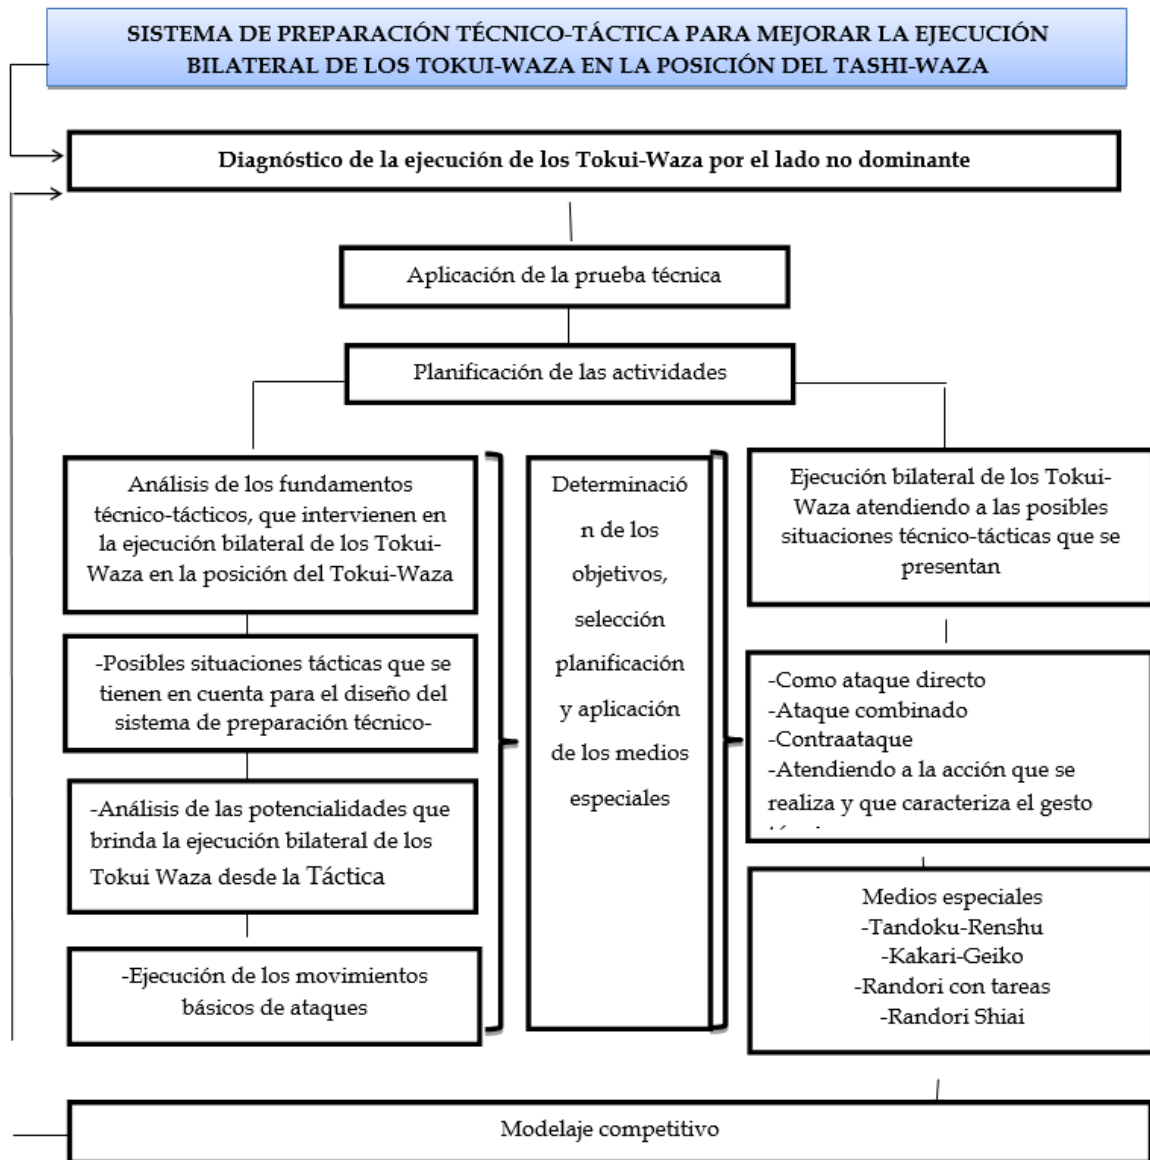 SISTEMA DE PREPARACIÓN TÉCNICO-TÁCTICA PARA MEJORAR LA EJECUCIÓN
BILATERAL DE LOS TOKUI-WAZA EN LA POSICIÓN DEL TASHI-WAZA
Diagnóstico de la ejecución de los Tokui-Waza por el lado no dominante
Aplicación de la prueba técnica
Planificación de las actividades
Análisis de los fundamentos
técnico-tácticos, que intervienen en
la ejecución bilateral de los Tokui-
Waza en la posición del Tokui-Waza
-Posibles situaciones tácticas que se
tienen en cuenta para el diseño del
sistema de preparación técnico-
-Análisis de las potencialidades que
brinda la ejecución bilateral de los
Tokui Waza desde la Táctica
-Ejecución de los movimientos
básicos de ataques
Determinació
n de los
objetivos,
selección
planificación
y aplicación
de los medios
especiales
Ejecución bilateral de los Tokui-
Waza atendiendo a las posibles
situaciones técnico-tácticas que se
presentan
-Como ataque directo
-Ataque combinado
-Contraataque
-Atendiendo a la acción que se
realiza y que caracteriza el gesto
Medios especiales
-Tandoku-Renshu
-Kakari-Geiko
-Randori con tareas
-Randori Shiai
Modelaje competitivo